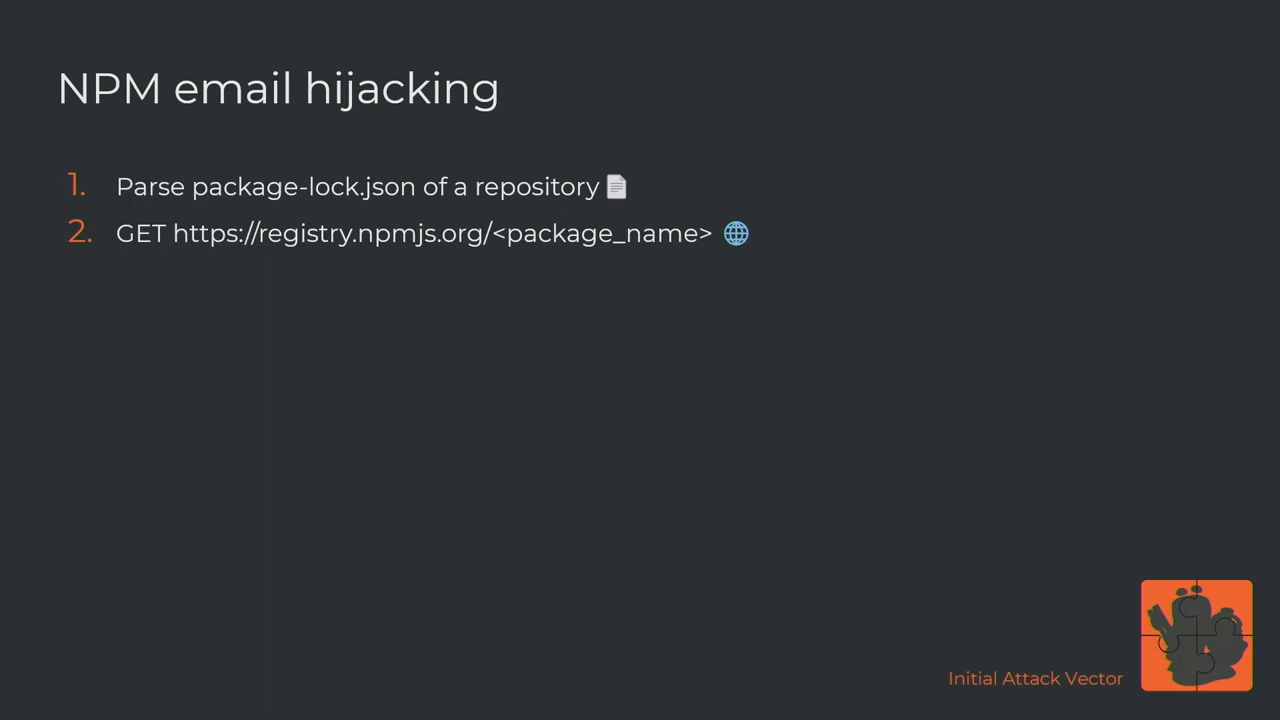 NPM email hijacking
1. Parse package-lock.json of a repository
2. GET https://registry.npmjs.org/<package_name>
Initial Attack Vector